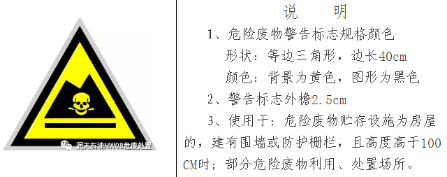 说 明
1、危险废物警告标志规格颜色
形状：等边三角形，边长40cm
颜色：背景为黄色，图形为黑色
2、警告标志外檐2.5cm
3、使用于：危险废物贮存设施为房屋
的，建有围墙或防护栅栏，且高度高于100
CM时；部分危险废物利用、处置场所。